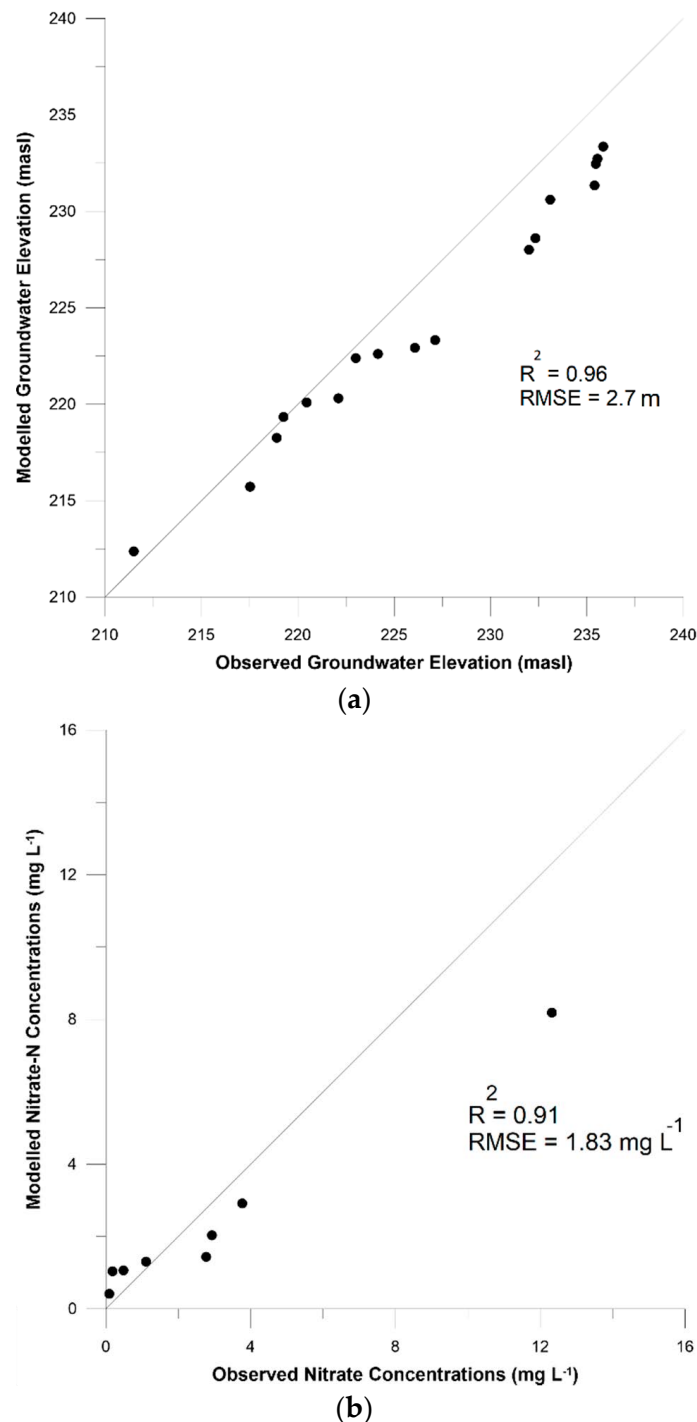 240
235
230
225
220
215
210
Modelled Groundwater Elevation (masl)
R2 = 0.96
RMSE = 2.7 m
210 215 220 225 230 235 240
Observed Groundwater Elevation (masl)
(a)
16
12
8
4
0
Modelled Nitrate-N Concentrations (mg L-1)
R2 = 0.91
RMSE = 1.83 mg L-1
0 4 8 12 16
Observed Nitrate Concentrations (mg L-1)
(b)